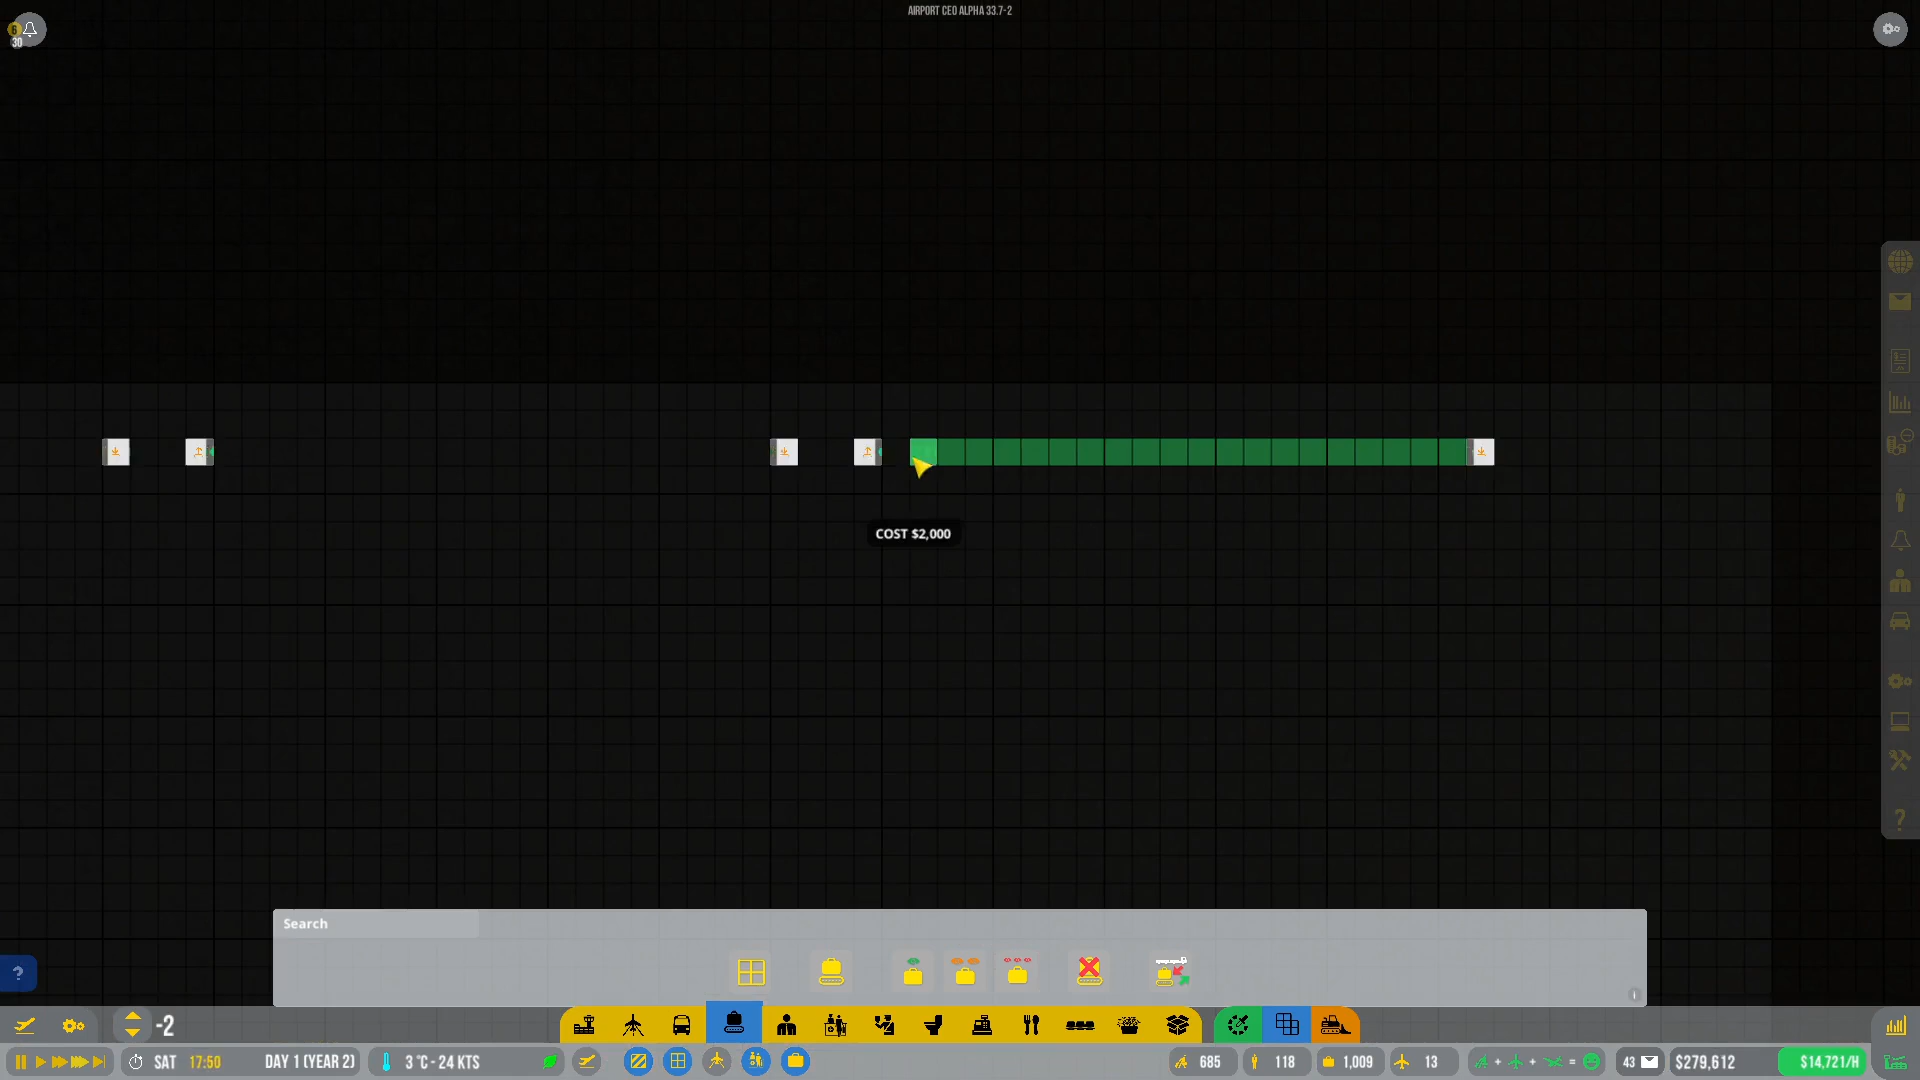 AIRPORT CEO ALPHA 33.7-2
6
30
COST $2,000
Search
?
?
i
-2
SAT 17:50 DAY 1 (YEAR 2) 3 °C - 24 KTS 685 118 1,009 13 + + = 43 $279,612 $14,721/H